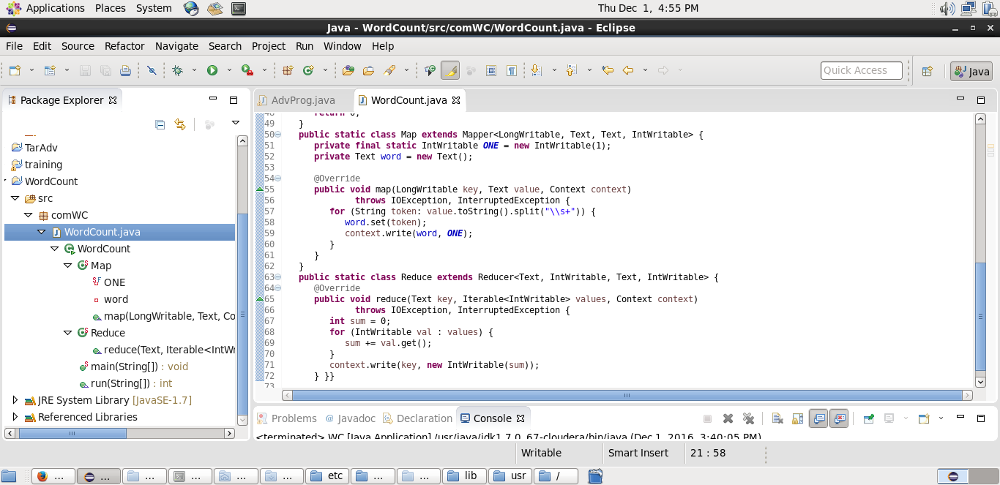 Applications Places System Thu Dec 1, 4:55 PM
Java - WordCount/src/comWC/WordCount.java - Eclipse
File Edit Source Refactor Navigate Search Project Run Window Help
Quick Access Java
Package Explorer
TarAdv
training
WordCount
src
comWC
WordCount.java
WordCount
Map
ONE
word
map(LongWritable, Text, Co
Reduce
reduce(Text, Iterable<IntWr
main(String[]) : void
run(String[]) : int
JRE System Library [JavaSE-1.7]
Referenced Libraries
AdvProg.java WordCount.java
48 return 0;
49 }
50 public static class Map extends Mapper<LongWritable, Text, Text, IntWritable> {
51 private final static IntWritable ONE = new IntWritable(1);
52 private Text word = new Text();
53
54 @Override
55 public void map(LongWritable key, Text value, Context context)
56 throws IOException, InterruptedException {
57 for (String token: value.toString().split("\\s+")) {
58 word.set(token);
59 context.write(word, ONE);
60 }
61 }
62 }
63 public static class Reduce extends Reducer<Text, IntWritable, Text, IntWritable> {
64 @Override
65 public void reduce(Text key, Iterable<IntWritable> values, Context context)
66 throws IOException, InterruptedException {
67 int sum = 0;
68 for (IntWritable val : values) {
69 sum += val.get();
70 }
71 context.write(key, new IntWritable(sum));
72 } }}
73
Problems @ Javadoc Declaration Console
<terminated> WC [Java Application] /usr/java/jdk1.7.0_67-cloudera/bin/java (Dec 1, 2016, 3:40:05 PM)
Writable Smart Insert 21 : 58
... ... ... ... ... ... etc ... ... lib usr /